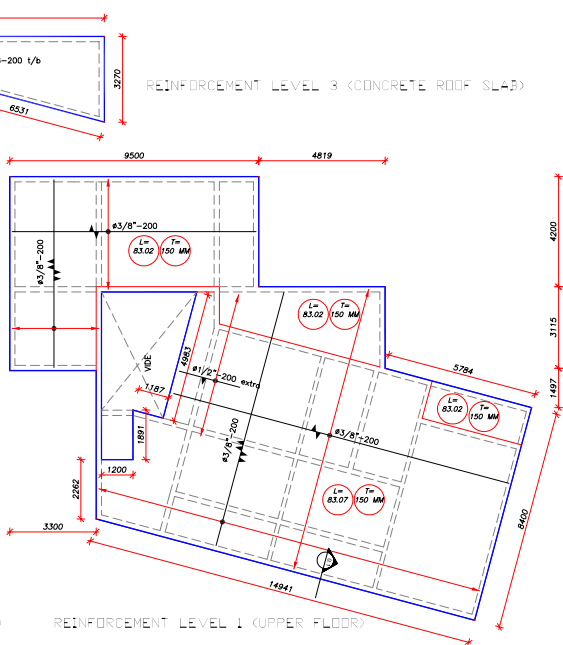 -200 t/b
3270
6531
REINFORCEMENT LEVEL 3 (CONCRETE ROOF SLAB)
9500
4819
4200
3115
1497
ø3/8"-200
ø3/8"-200
L=
83.02
T=
150 MM
L=
83.02
T=
150 MM
VIDE
4983
1187
ø1/2"-200 extra
5784
L=
83.02
T=
150 MM
1891
ø3/8"-200
ø3/8"-200
1200
2262
L=
83.07
T=
150 MM
3300
8400
14941
REINFORCEMENT LEVEL 1 (UPPER FLOOR)